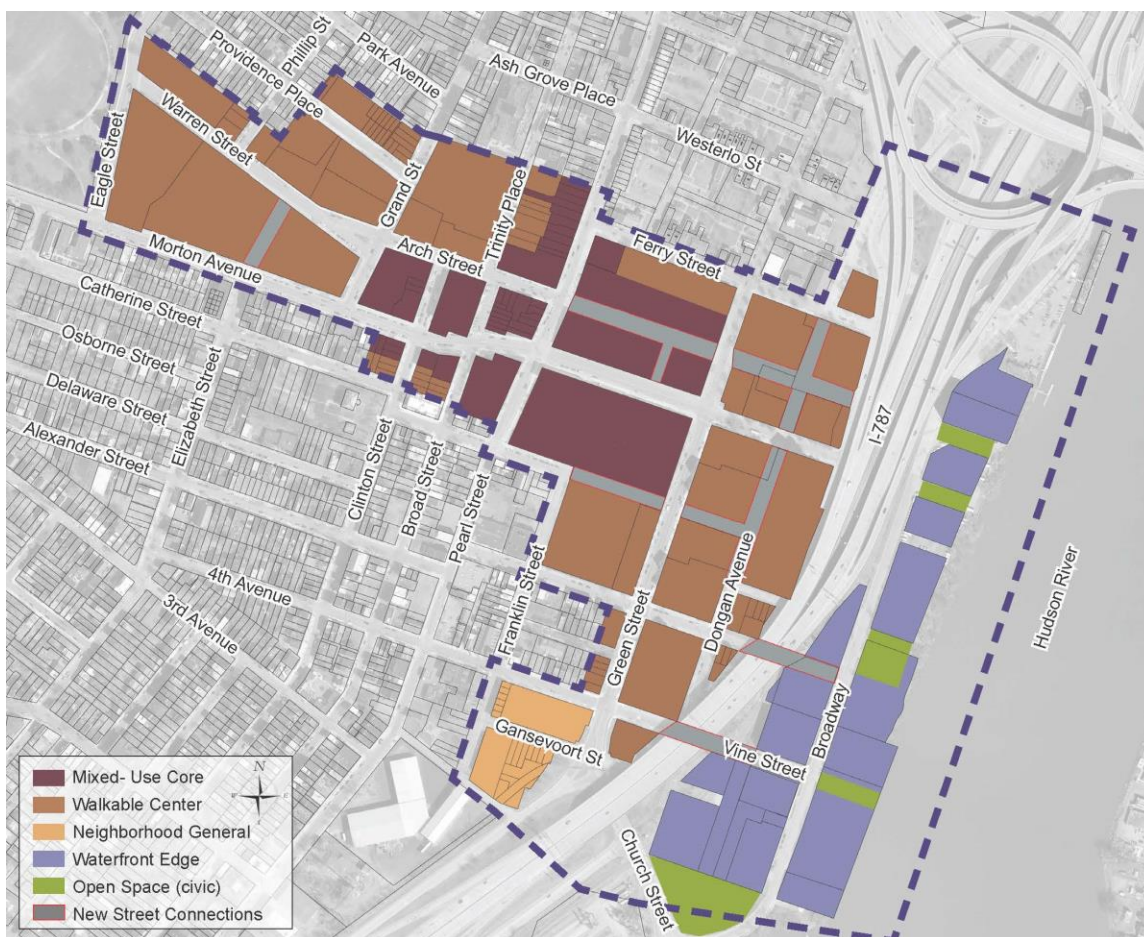 Phillip St
Providence Place
Park Avenue
Ash Grove Place
Warren Street
Westerlo St
Eagle Street
Grand St
Trinity Place
Arch Street
Ferry Street
Morton Avenue
Catherine Street
Osborne Street
Delaware Street
Alexander Street
Elizabeth Street
Clinton Street
Broad Street
Pearl Street
Franklin Street
Green Street
Dongan Avenue
I-787
Hudson River
4th Avenue
3rd Avenue
Broadway
Gansevoort St
Vine Street
Church Street
Mixed- Use Core
Walkable Center
Neighborhood General
Waterfront Edge
Open Space (civic)
New Street Connections
N